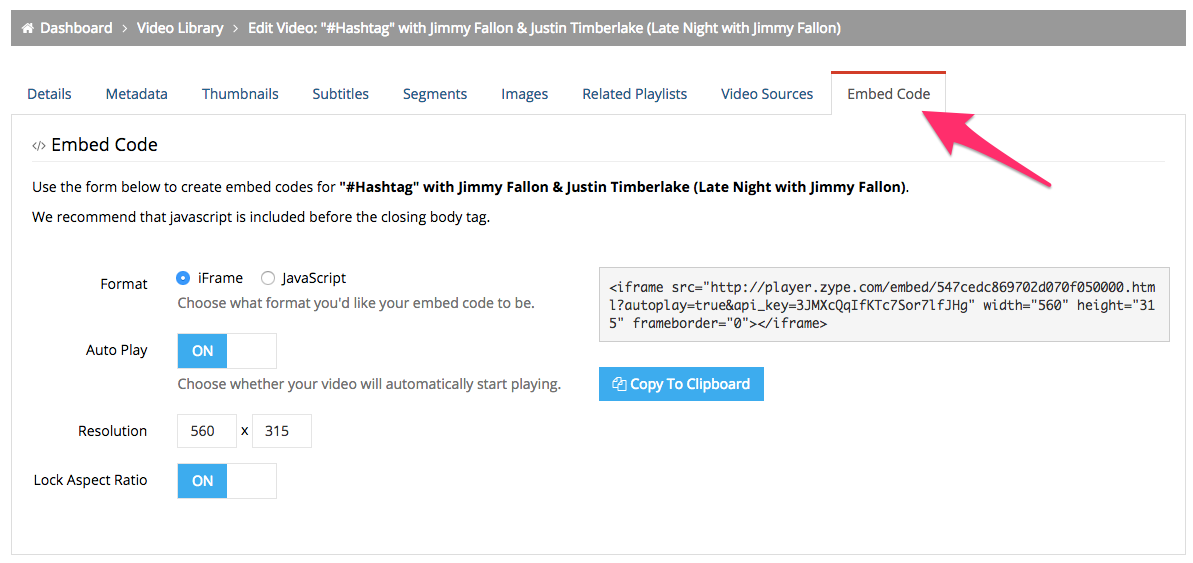 Dashboard > Video Library > Edit Video: "#Hashtag" with Jimmy Fallon & Justin Timberlake (Late Night with Jimmy Fallon)
Details Metadata Thumbnails Subtitles Segments Images Related Playlists Video Sources Embed Code
</> Embed Code
Use the form below to create embed codes for "#Hashtag" with Jimmy Fallon & Justin Timberlake (Late Night with Jimmy Fallon).
We recommend that javascript is included before the closing body tag.
Format iFrame JavaScript
Choose what format you'd like your embed code to be.
Auto Play ON
Choose whether your video will automatically start playing.
Resolution 560 x 315
Lock Aspect Ratio ON
<iframe src="http://player.zype.com/embed/547cedc869702d070f050000.htm
l?autoplay=true&api_key=3JMXcQqIfKTc7Sor7lfJHg" width="560" height="31
5" frameborder="0"></iframe>
Copy To Clipboard